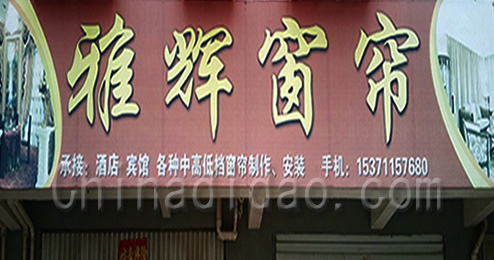 雅辉窗帘
承接：酒店 宾馆 各种中高低档窗帘制作、安装 手机：15371157680
Chinadidao.com